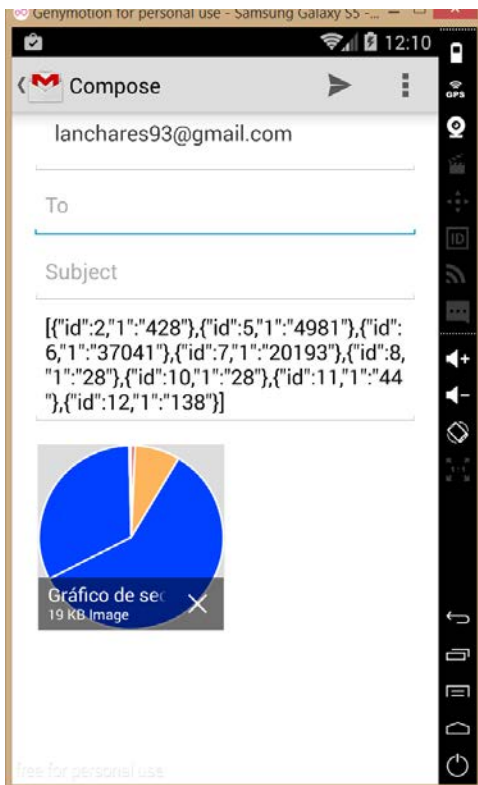 Genymotion for personal use - Samsung Galaxy S5 -...
12:10
Compose
GPS
lanchares93@gmail.com
To
ID
Subject
[{"id":2,"1":"428"},{"id":5,"1":"4981"},{"id":
6,"1":"37041"},{"id":7,"1":"20193"},{"id":8,
"1":"28"},{"id":10,"1":"28"},{"id":11,"1":"44
"},{"id":12,"1":"138"}]
Gráfico de sec
19 KB Image
free for personal use